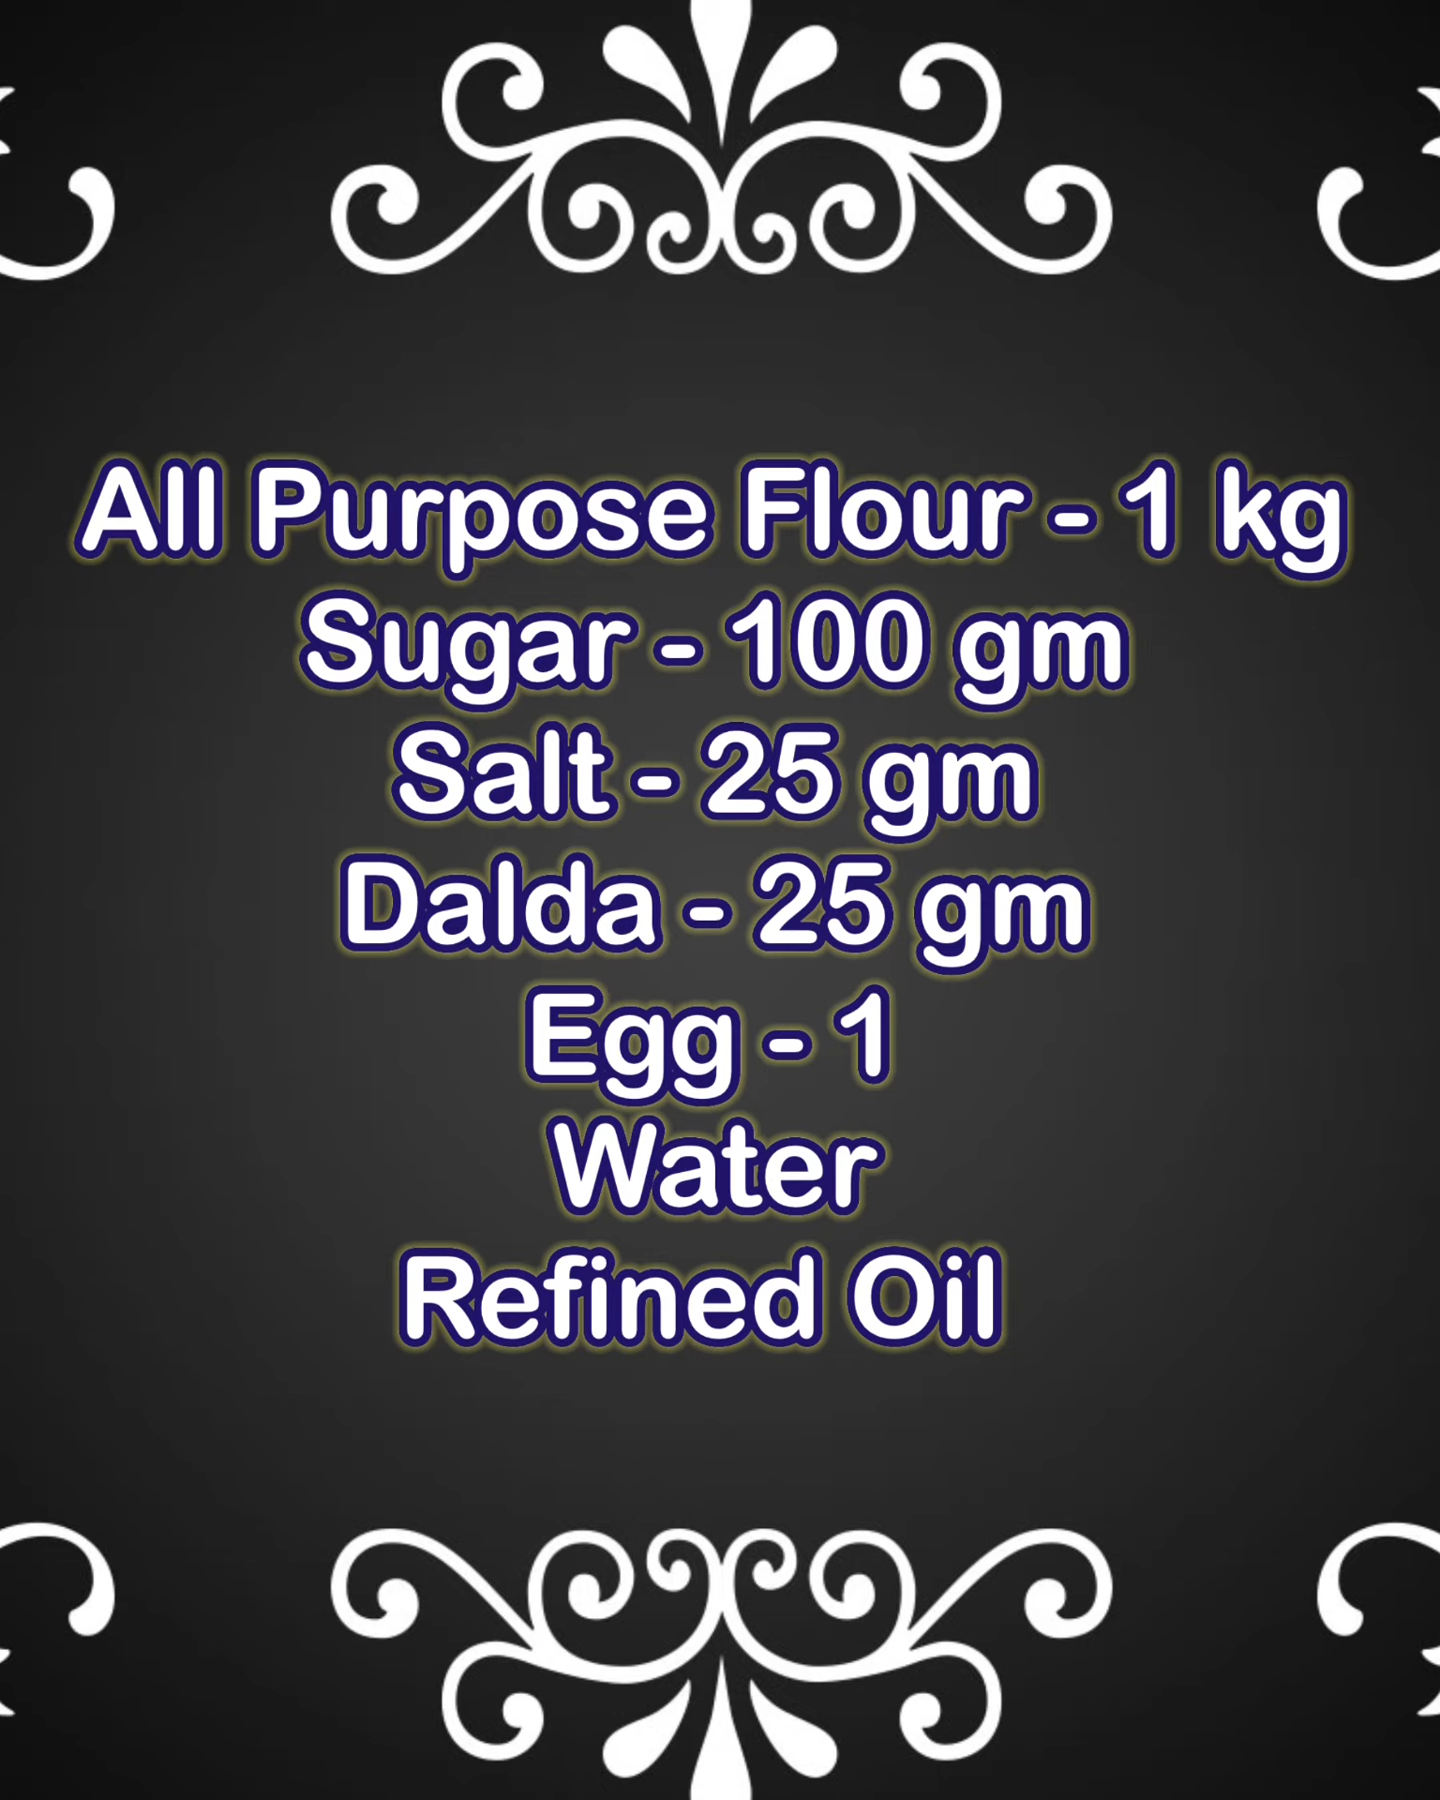 All Purpose Flour - 1 kg
Sugar - 100 gm
Salt - 25 gm
Dalda - 25 gm
Egg - 1
Water
Refined Oil